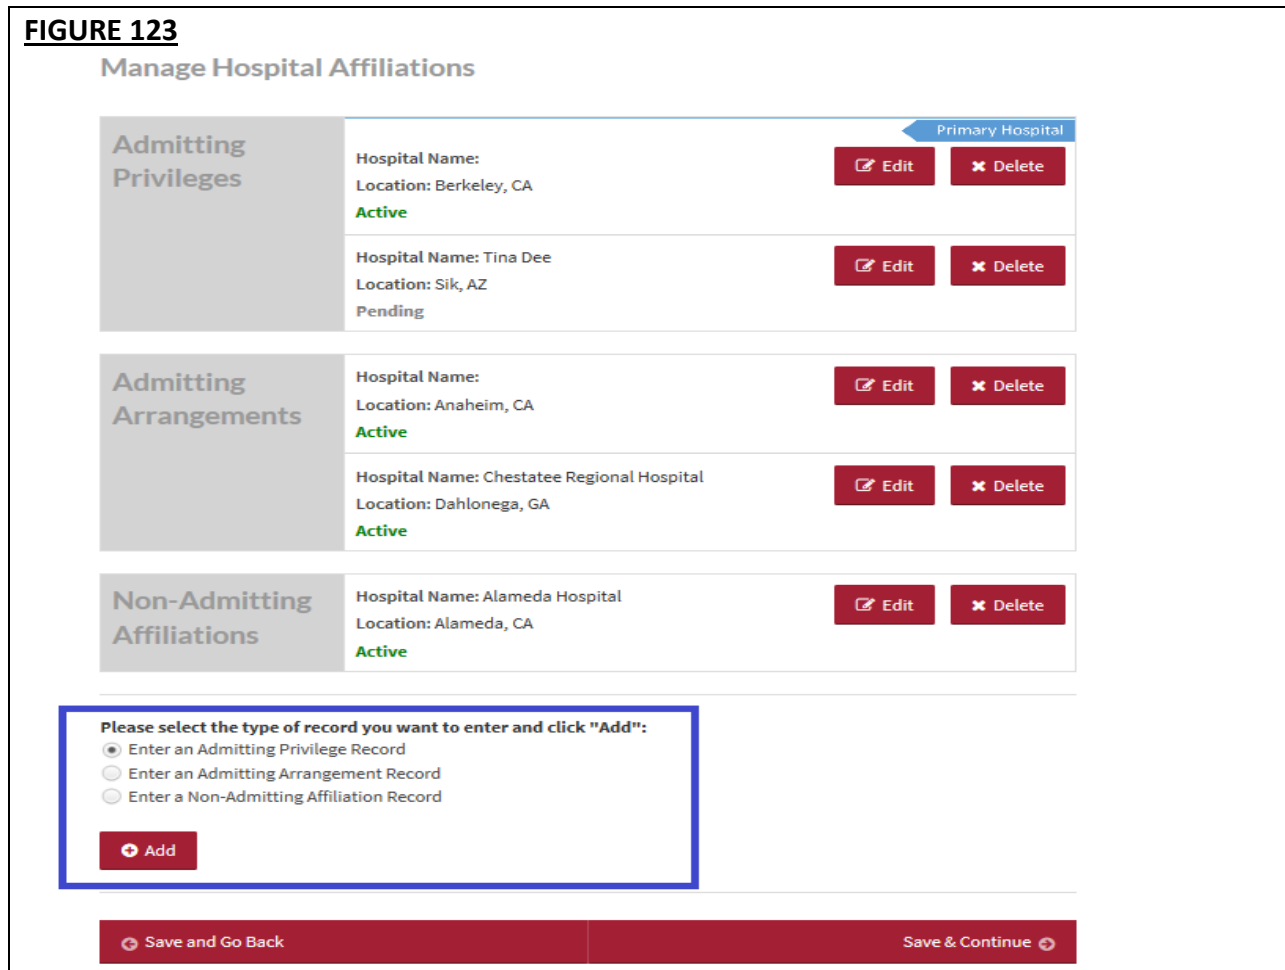 FIGURE 123
Manage Hospital Affiliations
Primary Hospital
Admitting
Privileges
Hospital Name:
Location: Berkeley, CA
Active
Edit
Delete
Hospital Name: Tina Dee
Location: Sik, AZ
Pending
Edit
Delete
Admitting
Arrangements
Hospital Name:
Location: Anaheim, CA
Active
Edit
Delete
Hospital Name: Chestatee Regional Hospital
Location: Dahlonega, GA
Active
Edit
Delete
Non-Admitting
Affiliations
Hospital Name: Alameda Hospital
Location: Alameda, CA
Active
Edit
Delete
Please select the type of record you want to enter and click "Add":
Enter an Admitting Privilege Record
Enter an Admitting Arrangement Record
Enter a Non-Admitting Affiliation Record
Add
Save and Go Back
Save & Continue